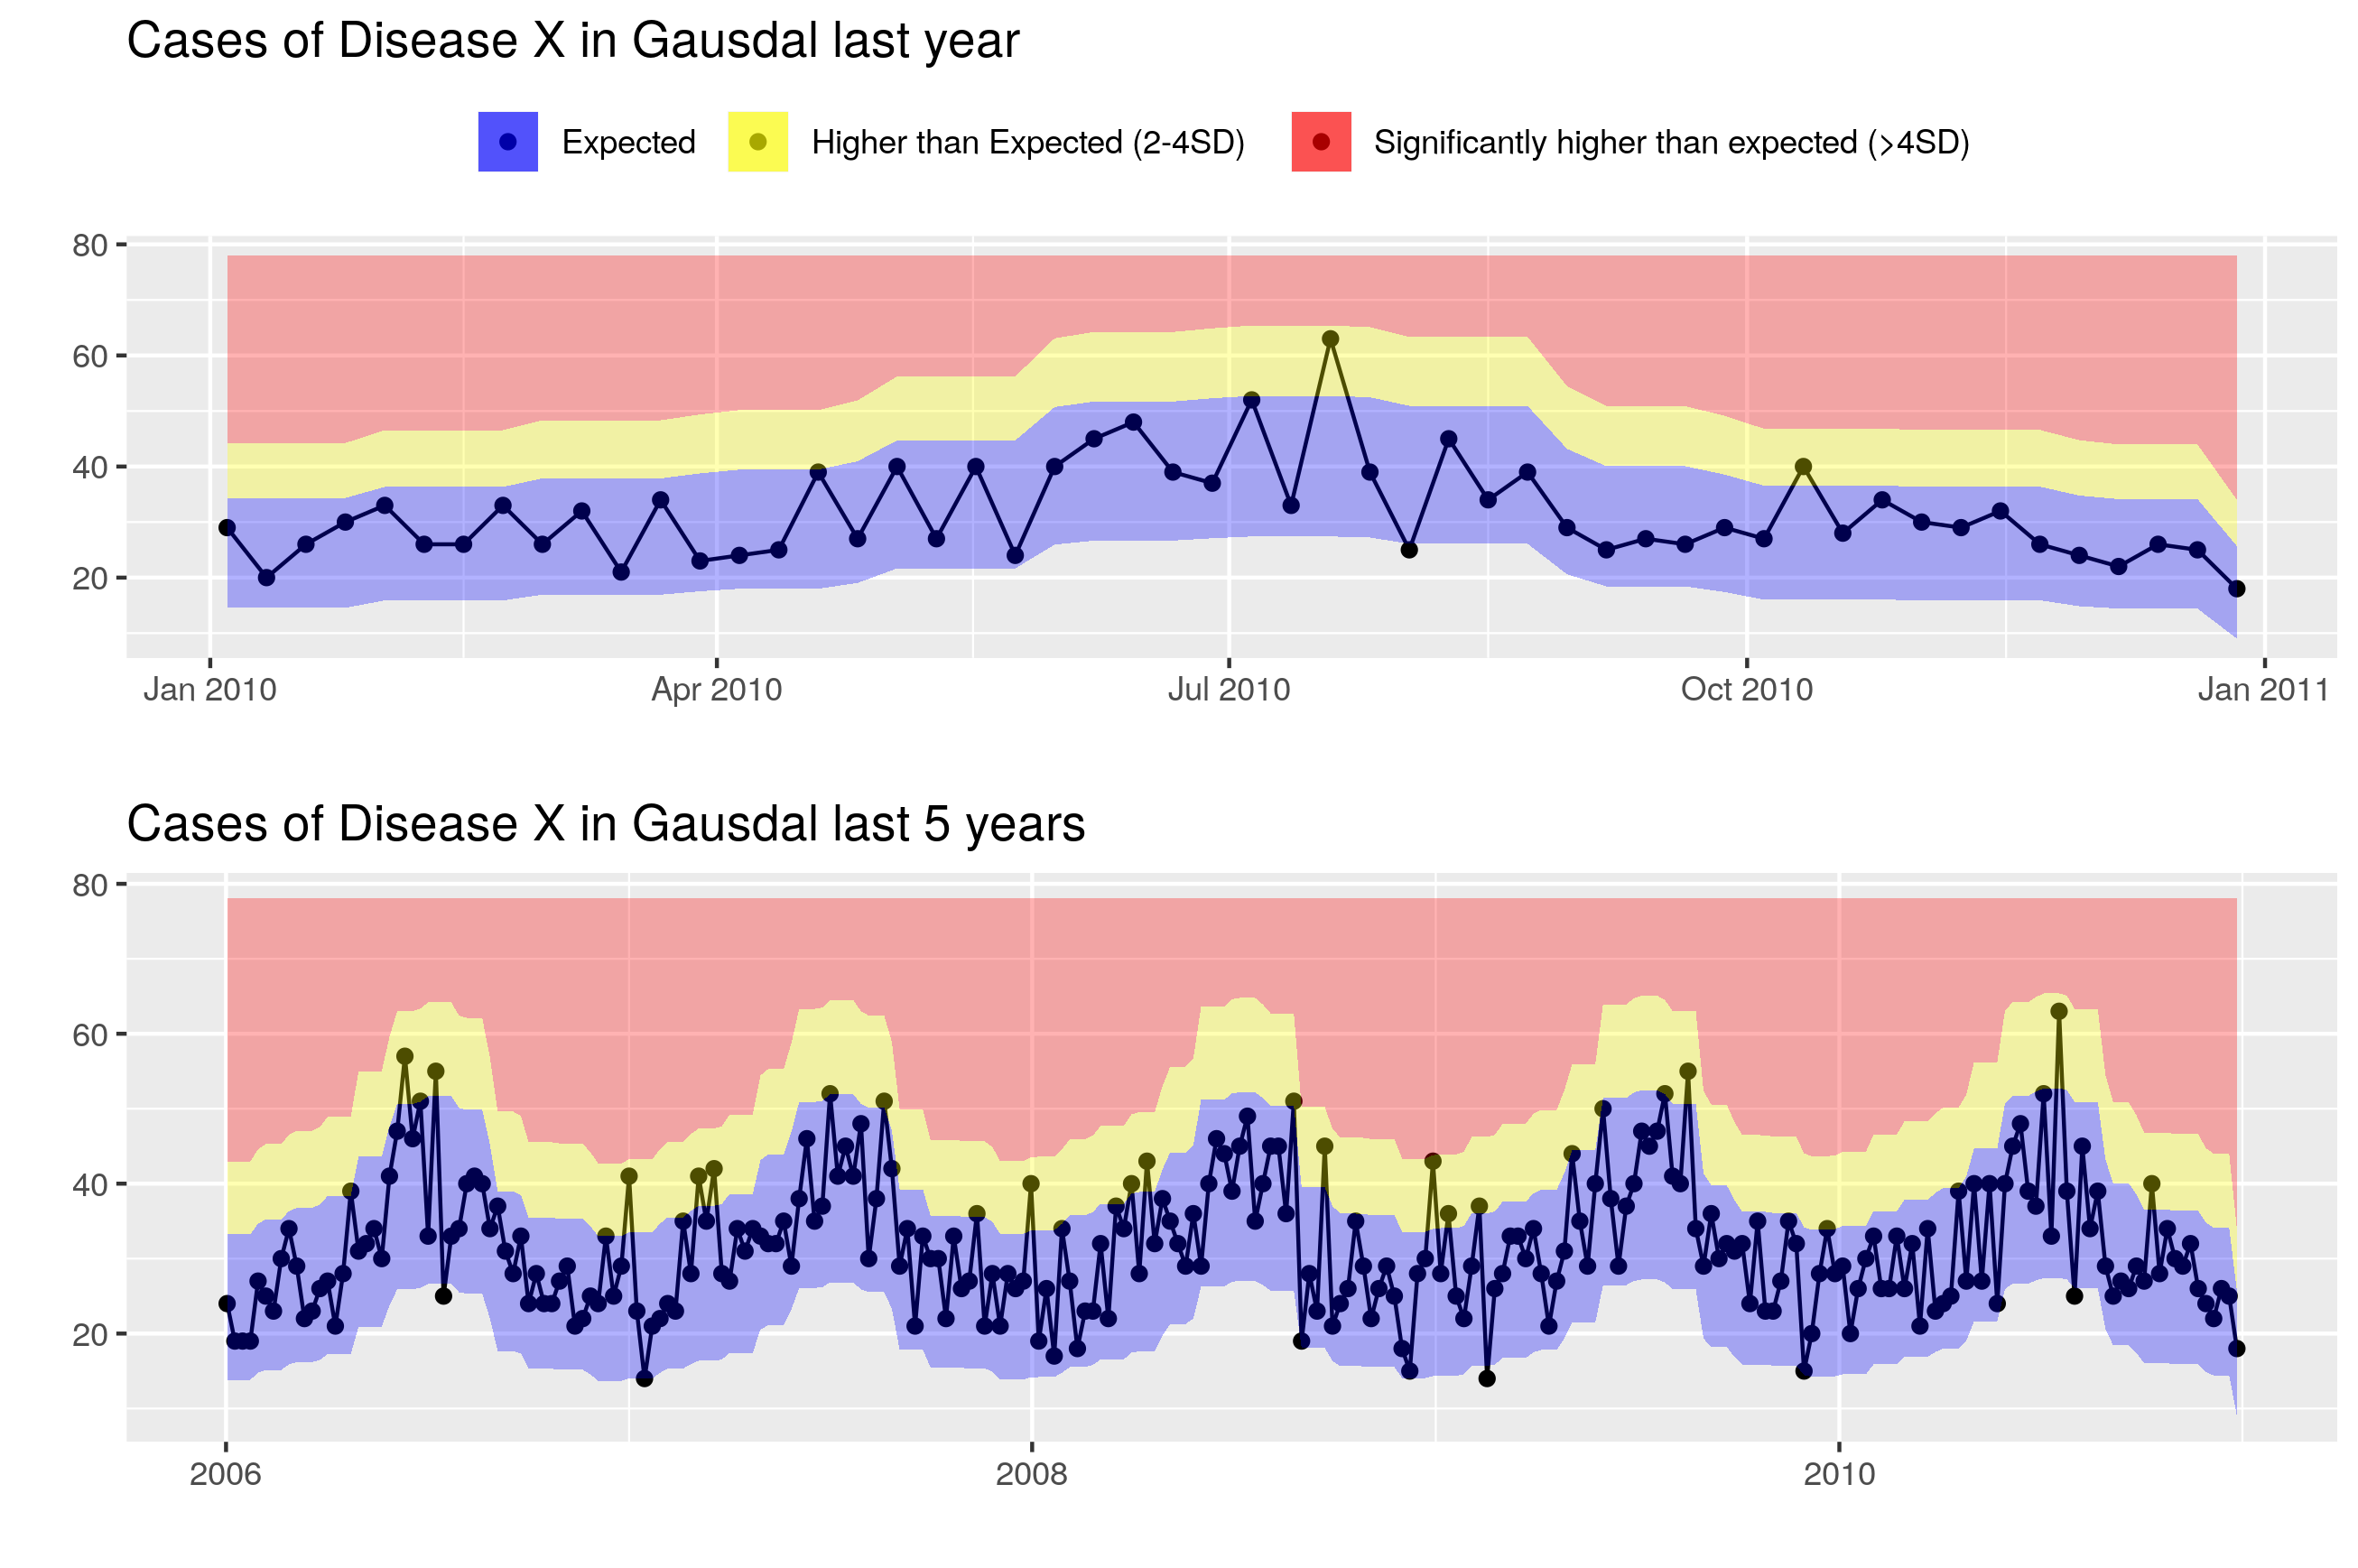 Cases of Disease X in Gausdal last year
Expected Higher than Expected (2-4SD) Significantly higher than expected (>4SD)
80
60
40
20
Jan 2010 Apr 2010 Jul 2010 Oct 2010 Jan 2011
Cases of Disease X in Gausdal last 5 years
80
60
40
20
2006 2008 2010